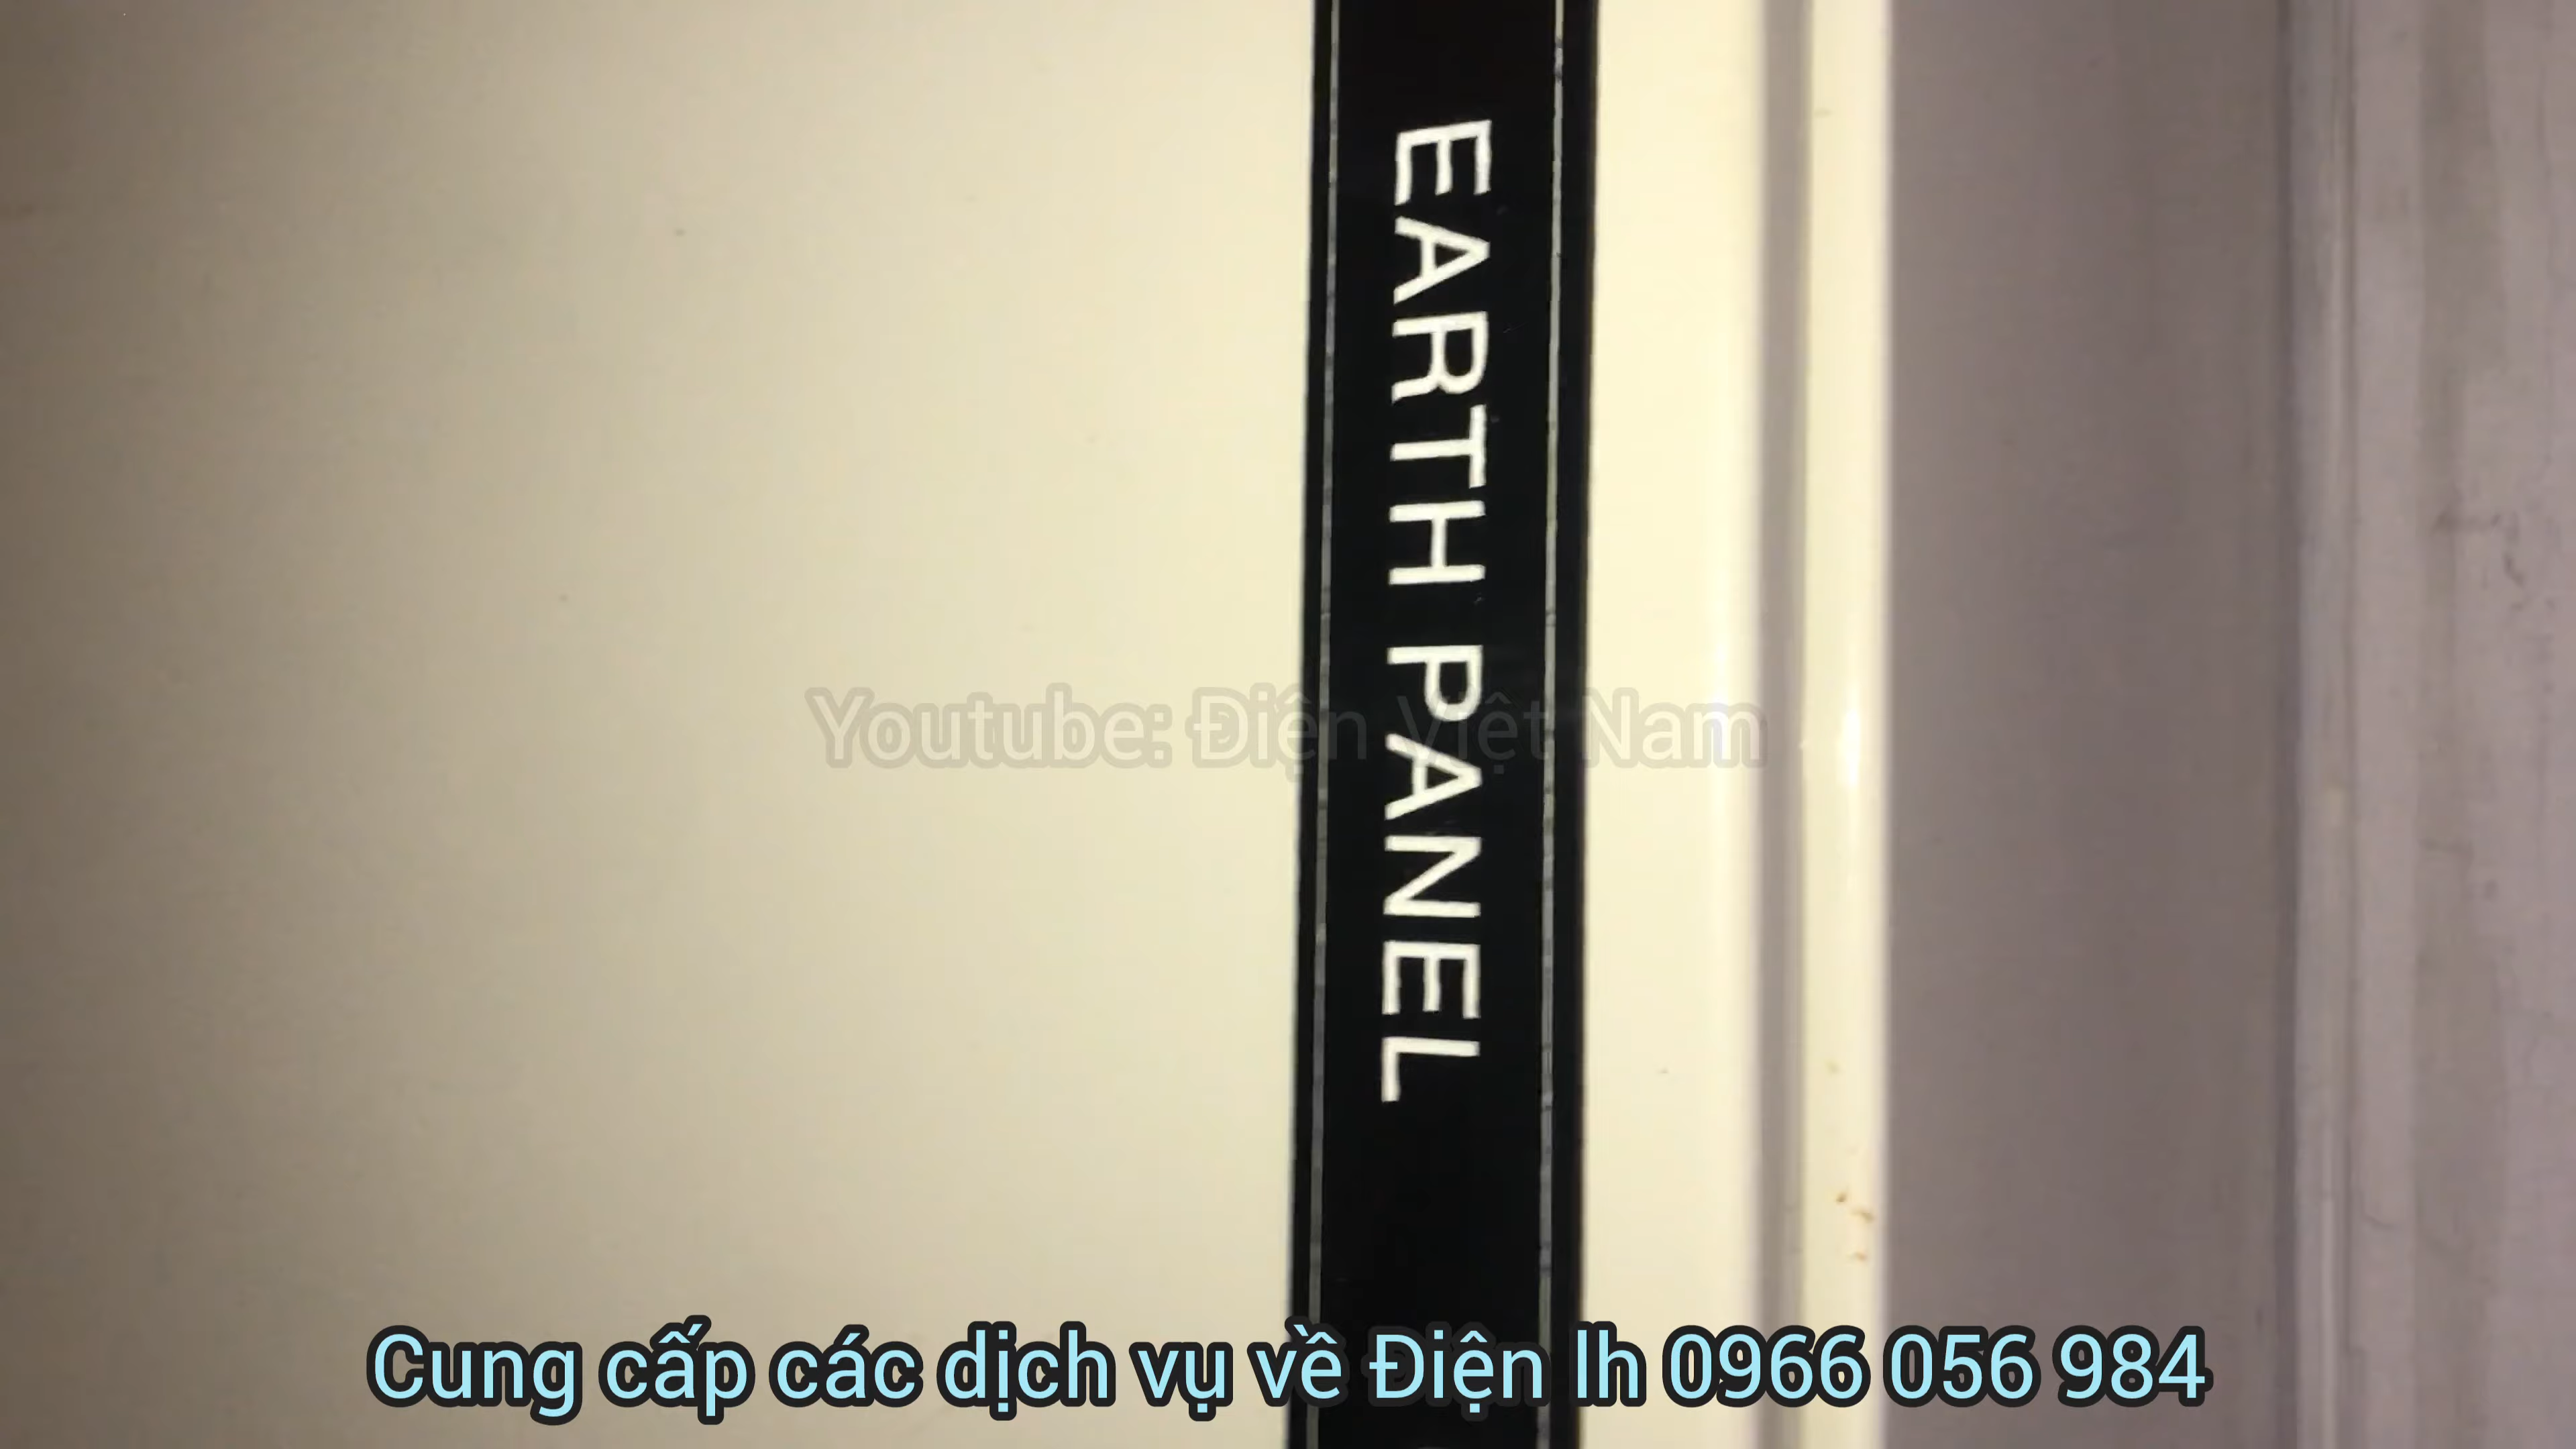 EARTH PANEL
Youtube: Điện Việt Nam
Cung cấp các dịch vụ về Điện lh 0966 056 984